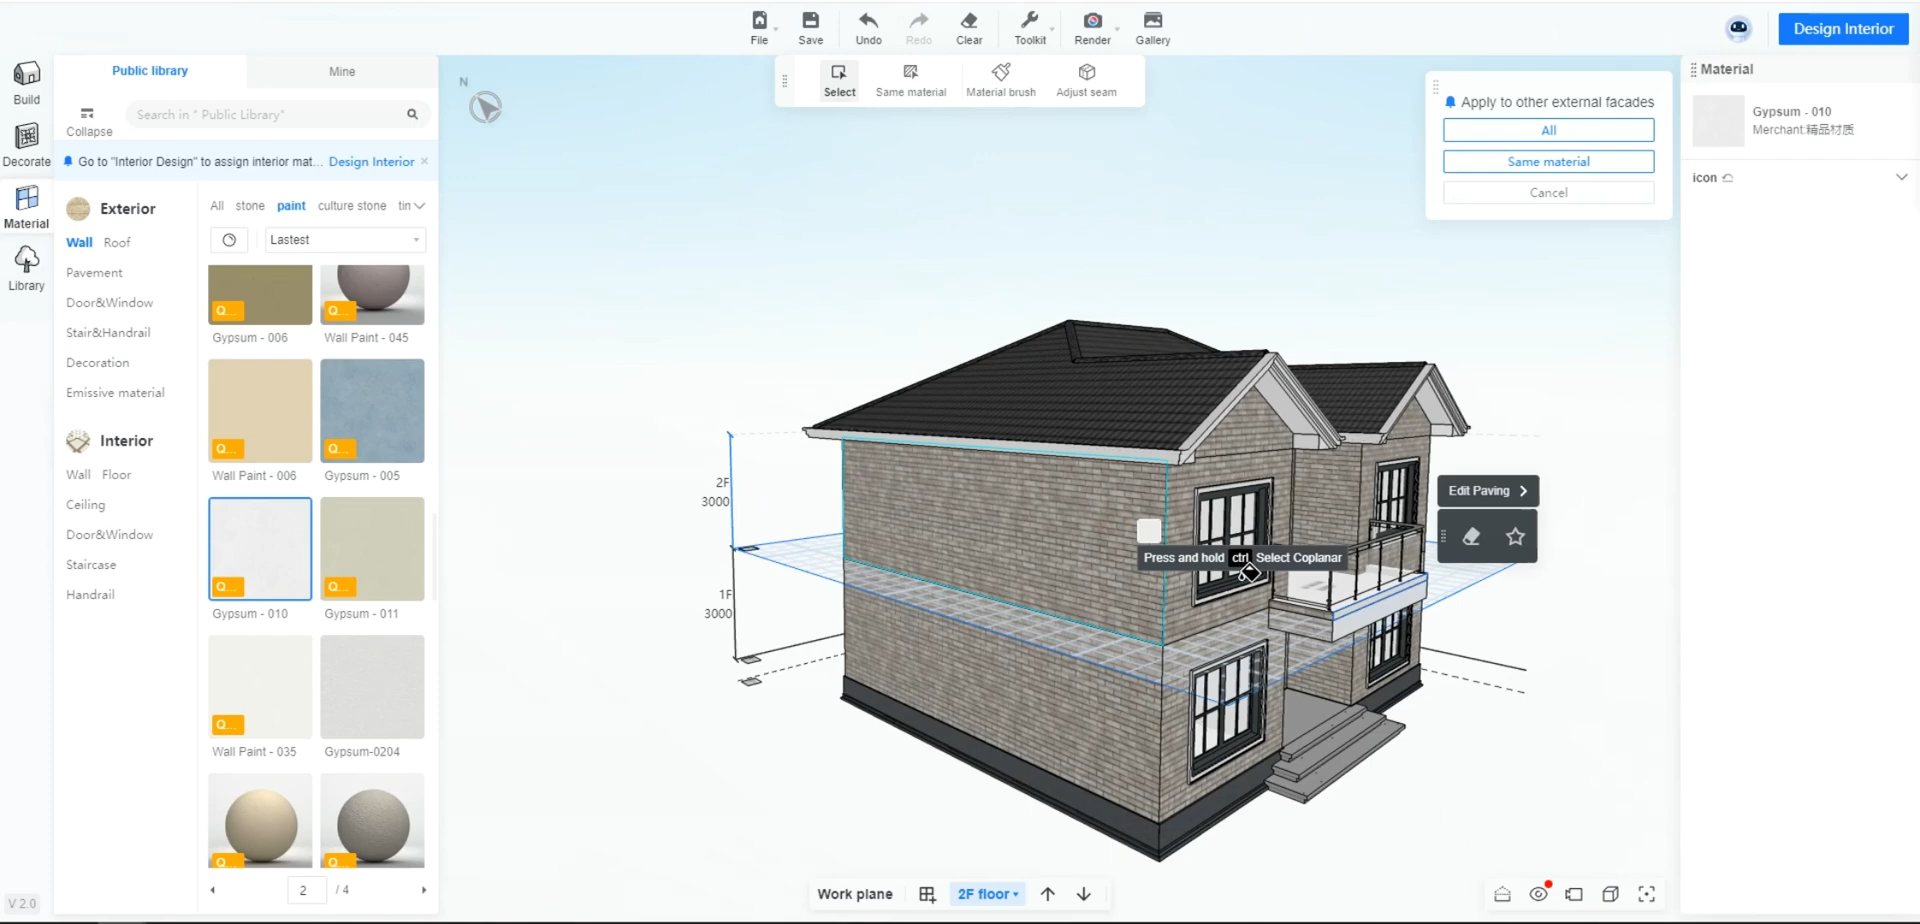 File
Save
Undo
Redo
Clear
Toolkit
Render
Gallery
Design Interior
Build
Decorate
Material
Library
V 2.0
Public library
Mine
Collapse
Search in " Public Library"
Go to "Interior Design" to assign interior mat... Design Interior ×
Exterior
Wall Roof
Pavement
Door&Window
Stair&Handrail
Decoration
Emissive material
Interior
Wall Floor
Ceiling
Door&Window
Staircase
Handrail
All stone paint culture stone tin
Lastest
Q...
Q...
Gypsum - 006
Wall Paint - 045
Q...
Q...
Wall Paint - 006
Gypsum - 005
Q...
Q...
Gypsum - 010
Gypsum - 011
Q...
Wall Paint - 035
Gypsum-0204
Q...
Q...
2 / 4
N
Select
Same material
Material brush
Adjust seam
2F
3000
1F
3000
Press and hold ctrl Select Coplanar
Edit Paving
Apply to other external facades
All
Same material
Cancel
Work plane
2F floor
Material
Gypsum - 010
Merchant:精品材质
icon